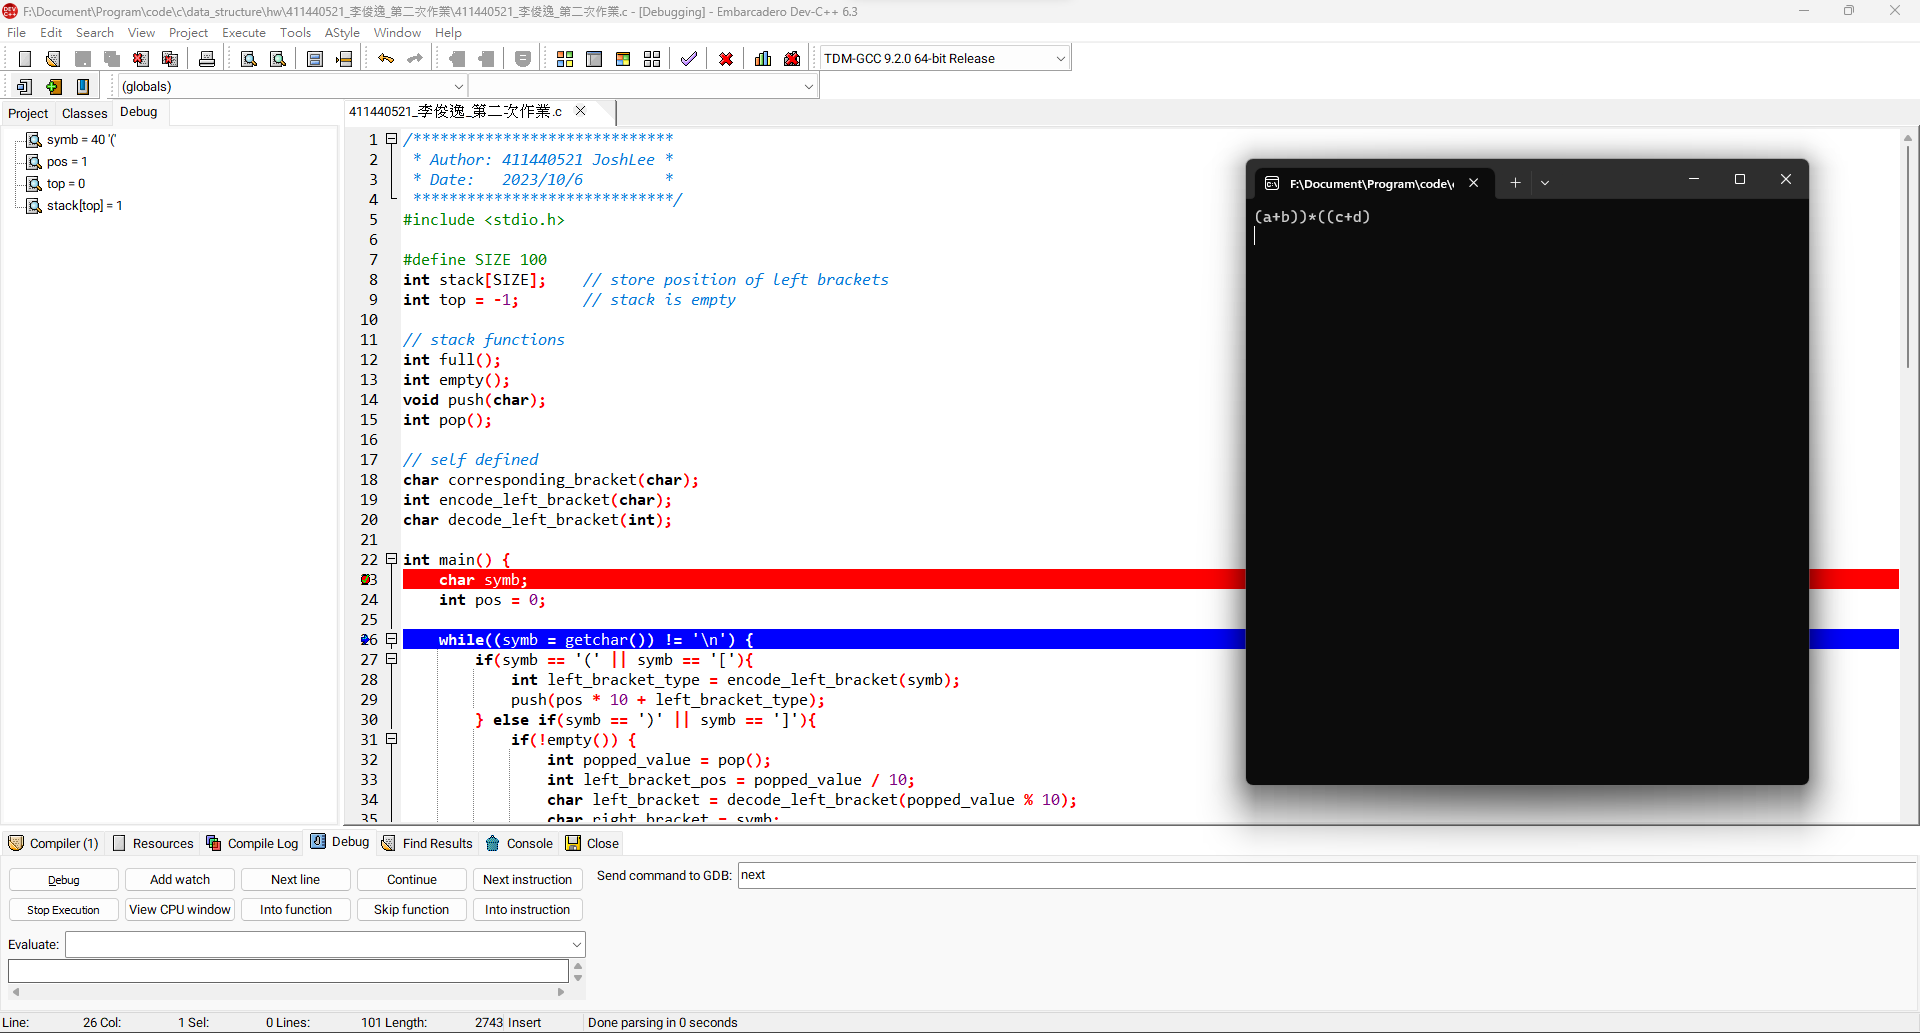 F:\Document\Program\code\c\data_structure\hw\411440521_李俊逸_第二次作業\411440521_李俊逸_第二次作業.c - [Debugging] - Embarcadero Dev-C++ 6.3
File Edit Search View Project Execute Tools AStyle Window Help
TDM-GCC 9.2.0 64-bit Release
(globals)
Project Classes Debug
symb = 40 '('
pos = 1
top = 0
stack[top] = 1
411440521_李俊逸_第二次作業.c
1 /*****************************
2 * Author: 411440521 JoshLee *
3 * Date: 2023/10/6 *
4 *****************************/
5 #include <stdio.h>
6
7 #define SIZE 100
8 int stack[SIZE]; // store position of left brackets
9 int top = -1; // stack is empty
10
11 // stack functions
12 int full();
13 int empty();
14 void push(char);
15 int pop();
16
17 // self defined
18 char corresponding_bracket(char);
19 int encode_left_bracket(char);
20 char decode_left_bracket(int);
21
22 int main() {
23 char symb;
24 int pos = 0;
25
26 while((symb = getchar()) != '\n') {
27 if(symb == '(' || symb == '['){
28 int left_bracket_type = encode_left_bracket(symb);
29 push(pos * 10 + left_bracket_type);
30 } else if(symb == ')' || symb == ']'){
31 if(!empty()) {
32 int popped_value = pop();
33 int left_bracket_pos = popped_value / 10;
34 char left_bracket = decode_left_bracket(popped_value % 10);
35 char right_bracket = symb;
F:\Document\Program\code\
(a+b))*((c+d)
Compiler (1) Resources Compile Log Debug Find Results Console Close
Debug Add watch Next line Continue Next instruction
Send command to GDB: next
Stop Execution View CPU window Into function Skip function Into instruction
Evaluate:
Line: 26 Col: 1 Sel: 0 Lines: 101 Length: 2743 Insert Done parsing in 0 seconds